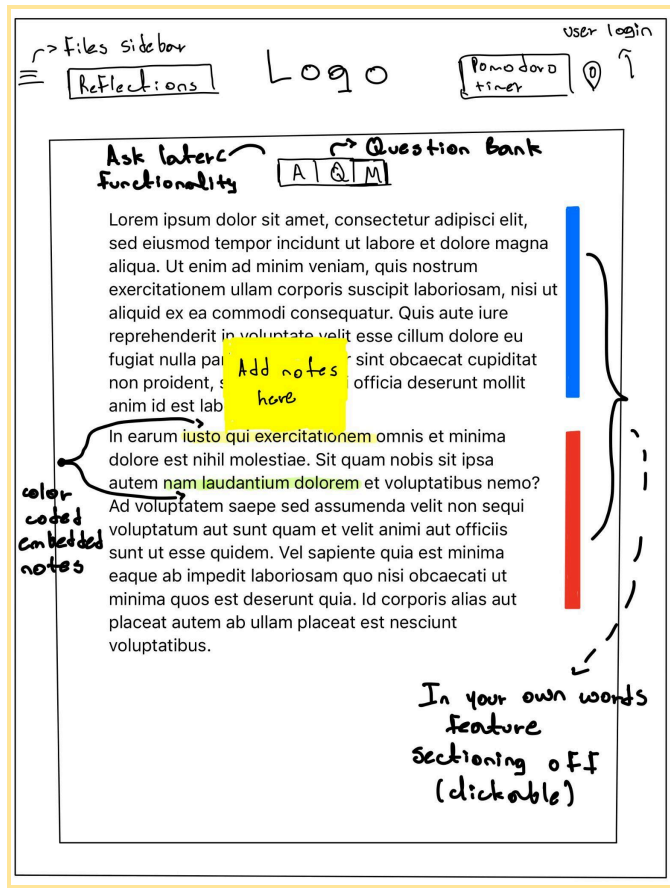 user login
Files sidebar
Reflections
Logo
Pomodoro
timer
Ask later
functionality
Question Bank
A Q M
Lorem ipsum dolor sit amet, consectetur adipisci elit,
sed eiusmod tempor incidunt ut labore et dolore magna
aliqua. Ut enim ad minim veniam, quis nostrum
exercitationem ullam corporis suscipit laboriosam, nisi ut
aliquid ex ea commodi consequatur. Quis aute iure
reprehenderit in voluptate velit esse cillum dolore eu
fugiat nulla sint obcaecat cupiditat
non proident, officia deserunt mollit
anim id est
Add notes
here
In earum iusto qui exercitationem omnis et minima
dolore est nihil molestiae. Sit quam nobis sit ipsa
autem nam laudantium dolorem et voluptatibus nemo?
Ad voluptatem saepe sed assumenda velit non sequi
voluptatum aut sunt quam et velit animi aut officiis
sunt ut esse quidem. Vel sapiente quia est minima
eaque ab impedit laboriosam quo nisi obcaecati ut
minima quos est deserunt quia. Id corporis alias aut
placeat autem ab ullam placeat est nesciunt
voluptatibus.
color
coded
embedded
notes
In your own words
feature
sectioning off
(clickable)